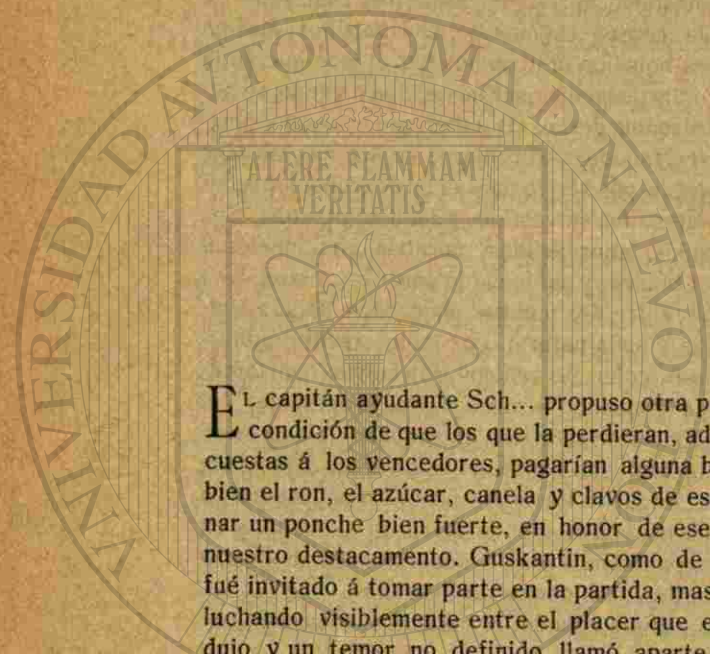 UNIVERSIDAD AVTONOMA D NVEVO
ALERE FLAMMAM
VERITATIS
EL capitán ayudante Sch... propuso otra p
condición de que los que la perdieran, ad
cuestas á los vencedores, pagarían alguna b
bien el ron, el azúcar, canela y clavos de es
nar un ponche bien fuerte, en honor de ese
nuestro destacamento. Guskantin, como de
fué invitado á tomar parte en la partida, mas
luchando visiblemente entre el placer que e
dujo y un temor no definido llamó aparte